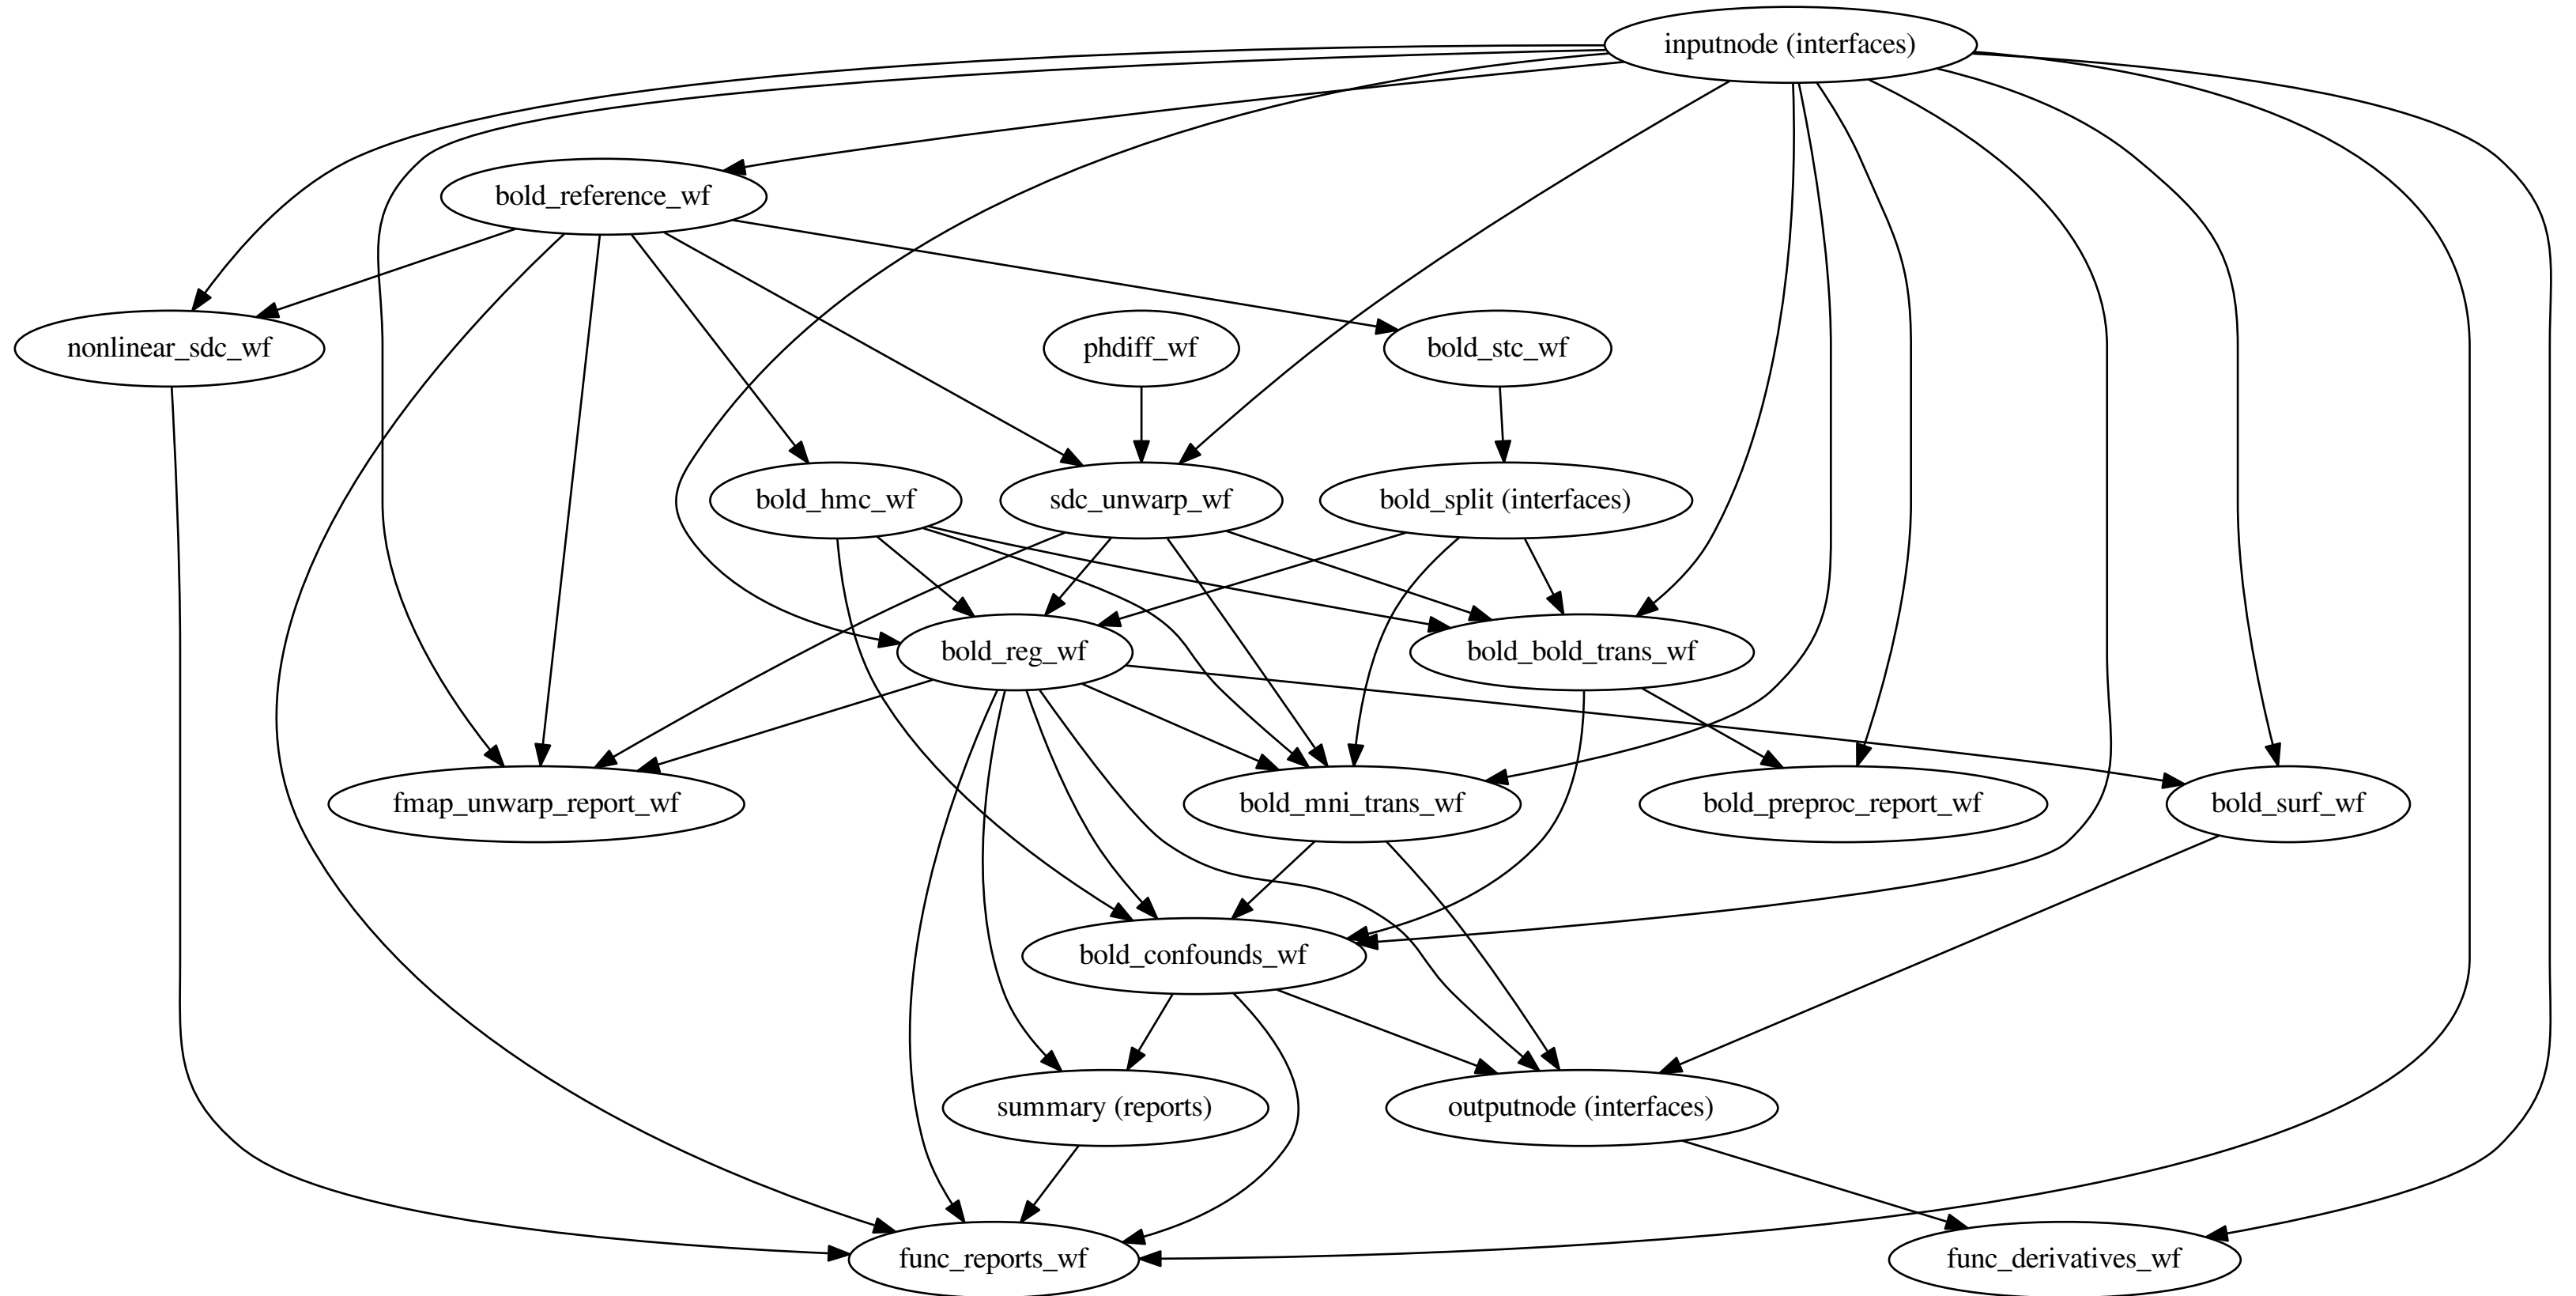 inputnode (interfaces)
bold_reference_wf
nonlinear_sdc_wf
phdiff_wf
bold_stc_wf
bold_hmc_wf
sdc_unwarp_wf
bold_split (interfaces)
bold_reg_wf
bold_bold_trans_wf
fmap_unwarp_report_wf
bold_mni_trans_wf
bold_preproc_report_wf
bold_surf_wf
bold_confounds_wf
summary (reports)
outputnode (interfaces)
func_reports_wf
func_derivatives_wf